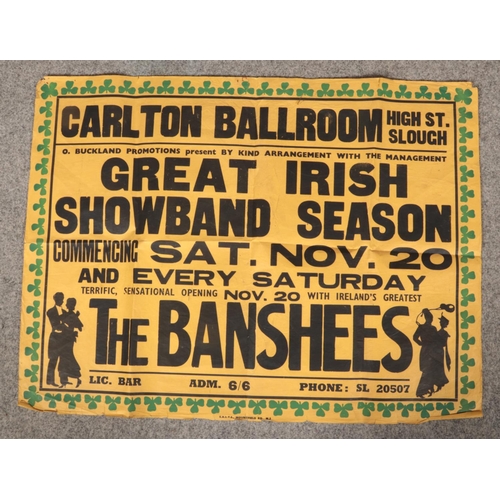 CARLTON BALLROOM HIGH ST. SLOUGH
O. BUCKLAND PROMOTIONS present BY KIND ARRANGEMENT WITH THE MANAGEMENT
GREAT IRISH
SHOWBAND SEASON
COMMENCING SAT. NOV. 20
AND EVERY SATURDAY
TERRIFIC, SENSATIONAL OPENING NOV. 20 WITH IRELAND'S GREATEST
THE BANSHEES
LIC. BAR ADM. 6/6 PHONE: SL 20507